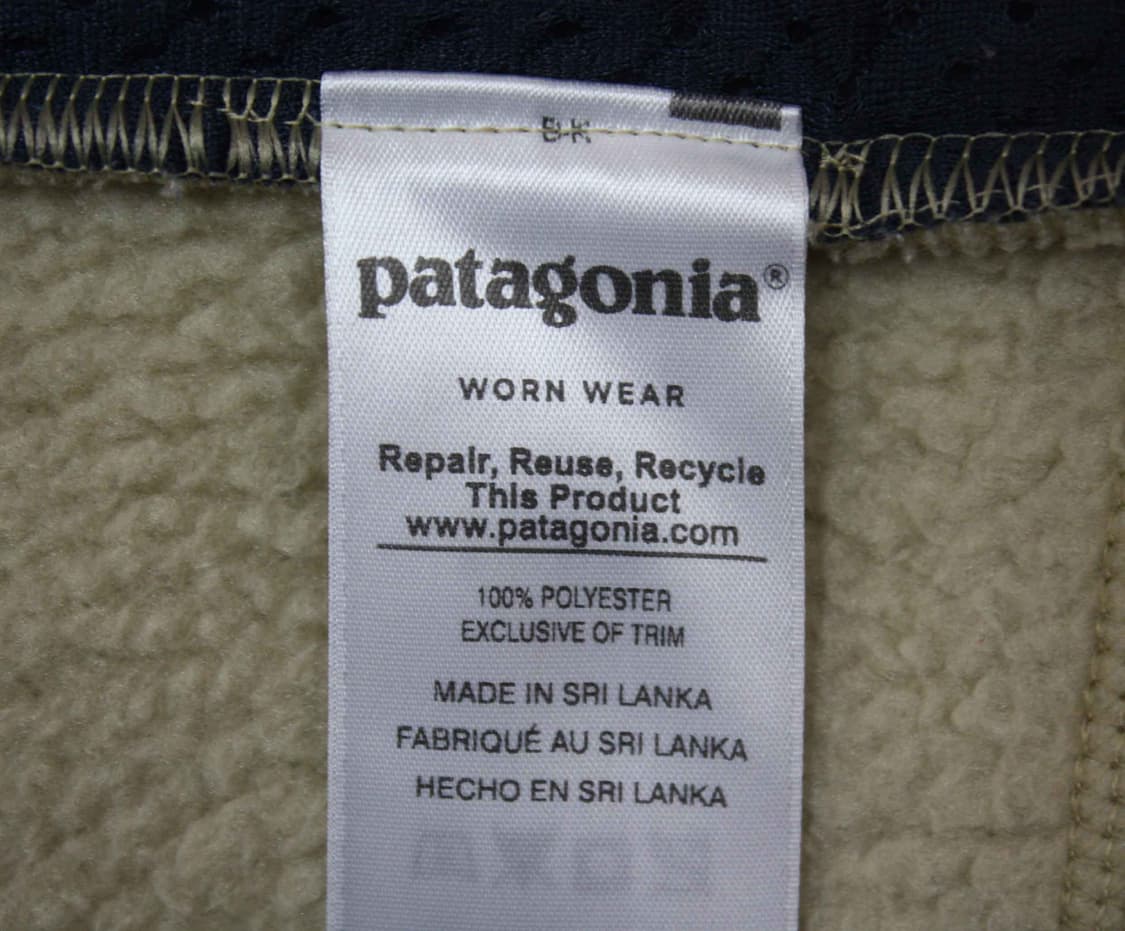 patagonia®
WORN WEAR
Repair, Reuse, Recycle
This Product
www.patagonia.com
100% POLYESTER
EXCLUSIVE OF TRIM
MADE IN SRI LANKA
FABRIQUÉ AU SRI LANKA
HECHO EN SRI LANKA